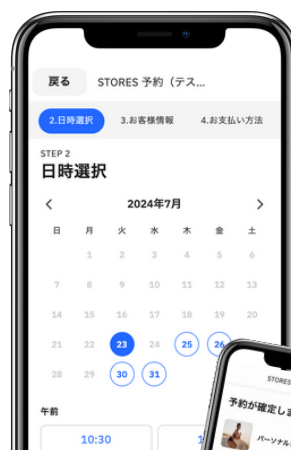 戻る STORES 予約（テス...
2.日時選択 3.お客様情報 4.お支払い方法
STEP 2
日時選択
< 2024年7月 >
日 月 火 水 木 金 土
1 2 3 4 5 6
7 8 9 10 11 12 13
14 15 16 17 18 19 20
21 22 23 24 25 26
28 29 30 31
午前
10:30
STORES
予約が確定し
パーソナル